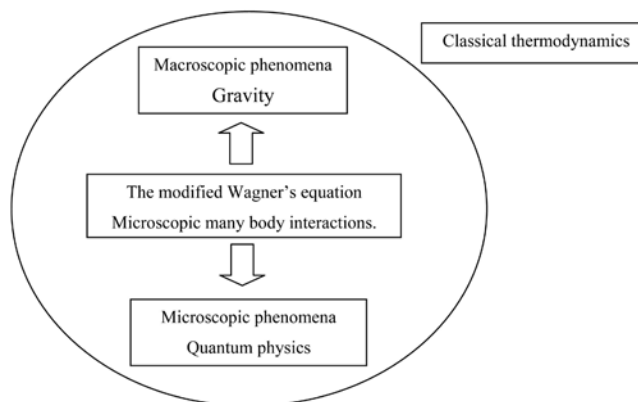 Macroscopic phenomena
Gravity
Classical thermodynamics
The modified Wagner's equation
Microscopic many body interactions.
Microscopic phenomena
Quantum physics